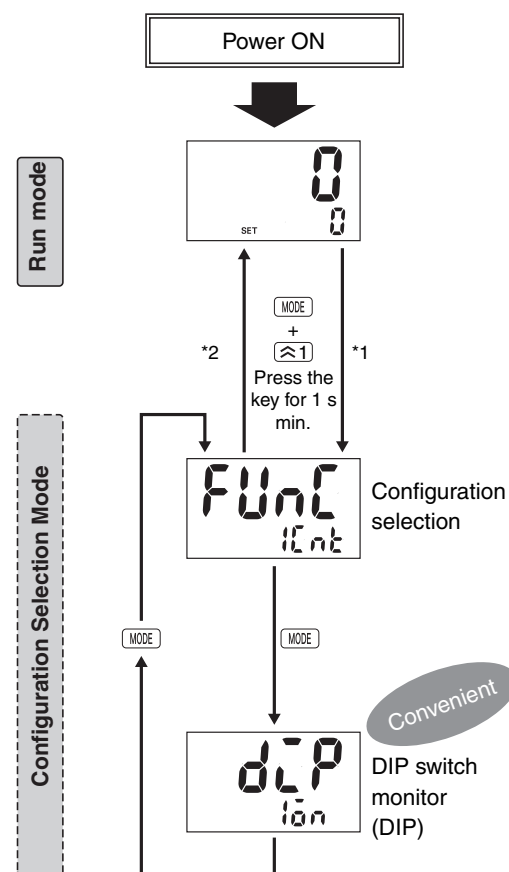 Power ON
Run mode
0
0
SET
MODE
+
1
*2
*1
Press the
key for 1 s
min.
Configuration Selection Mode
FUnC
1Cnt
Configuration
selection
MODE
MODE
Convenient
diP
1on
DIP switch
monitor
(DIP)